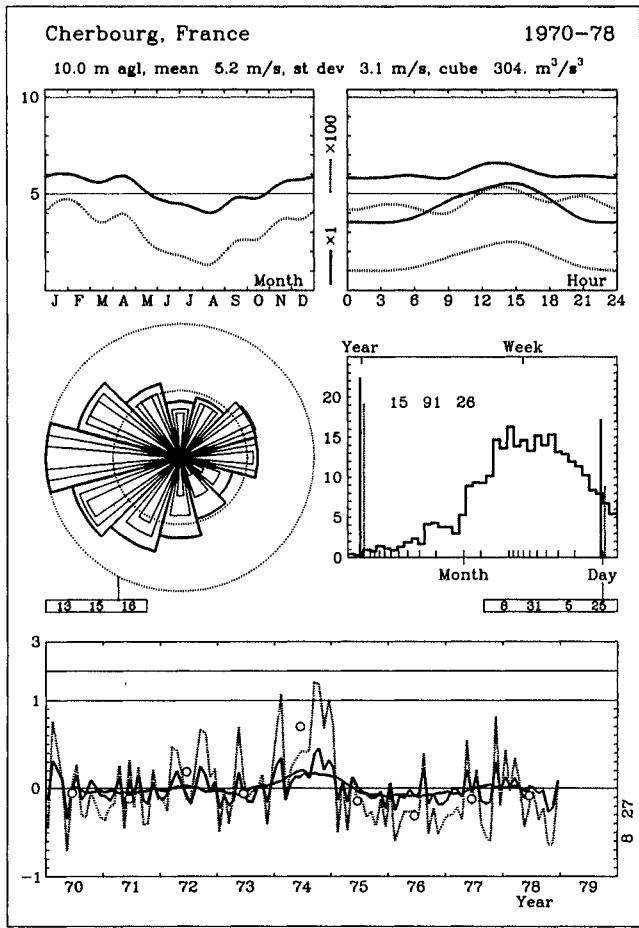 Cherbourg, France 1970-78
10.0 m agl, mean 5.2 m/s, st dev 3.1 m/s, cube 304. m³/s³
10
5
Month
J F M A M J J A S O N D
×1 ×100
Hour
0 3 6 9 12 15 18 21 24
Year Week
15 91 26
20
15
10
5
0
Month Day
13 15 16
8 31 5 25
3
1
0
-1
70 71 72 73 74 75 76 77 78 79
Year
8 27